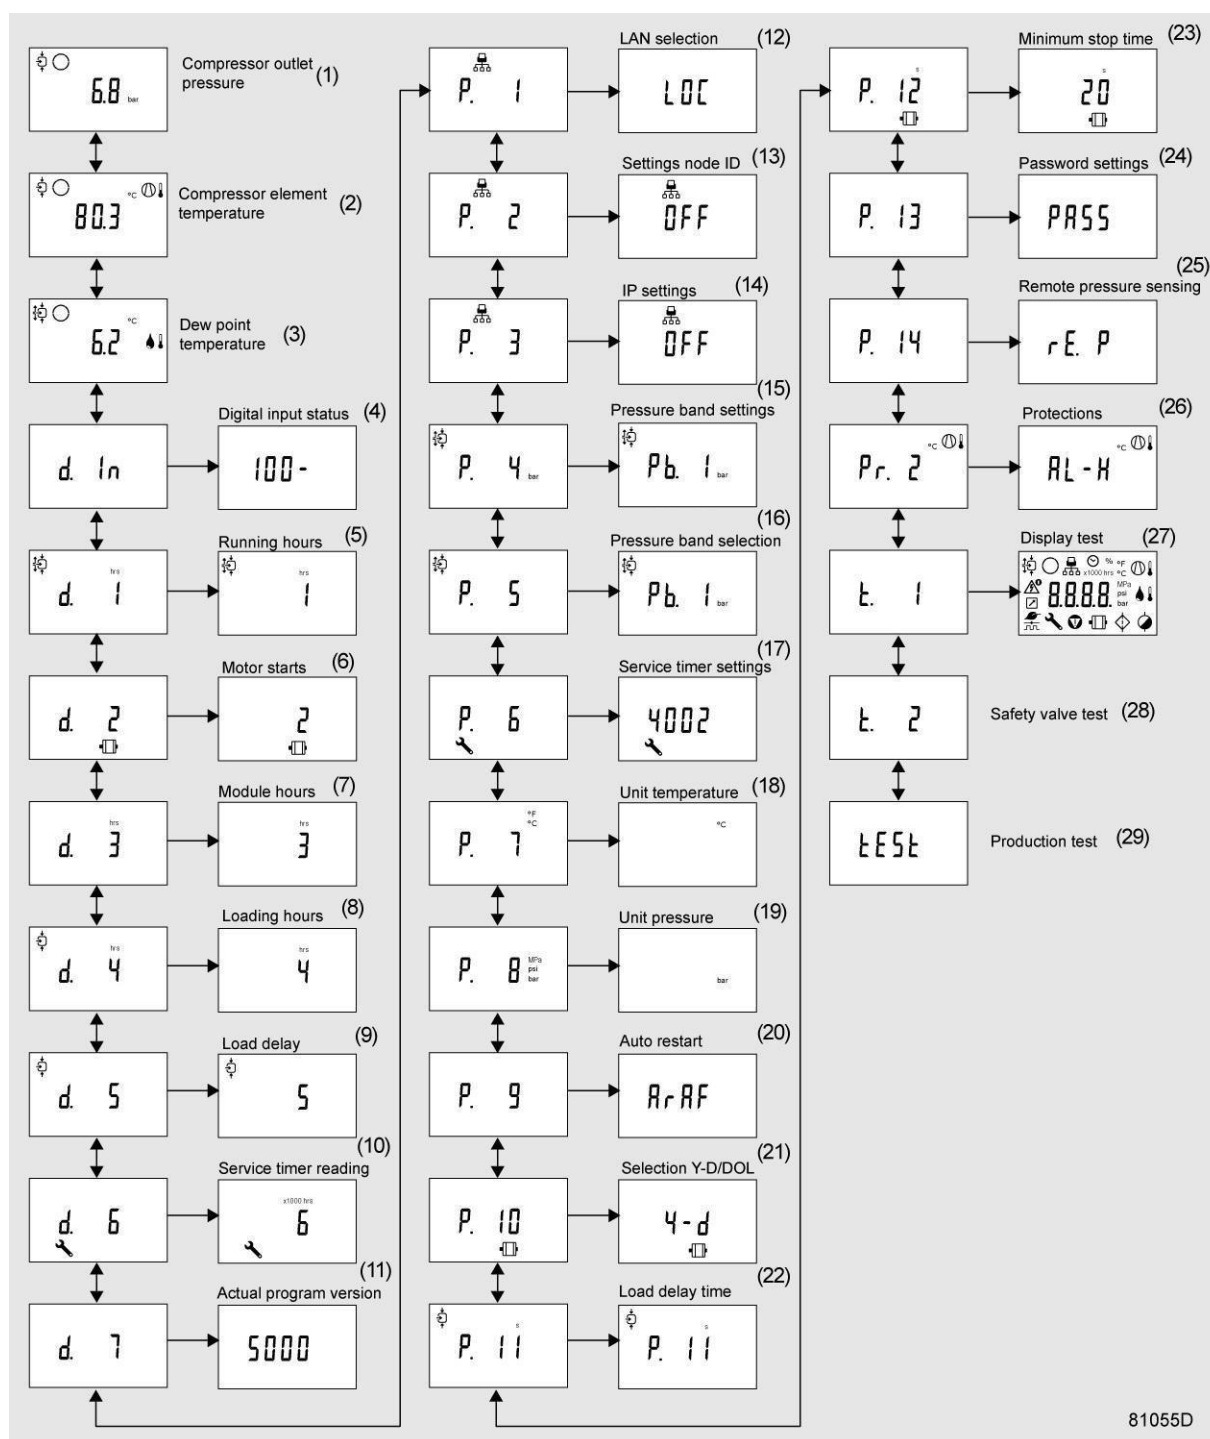 Compressor outlet
pressure
(1)
6.8 bar
Compressor element
temperature
(2)
80.3 °C
Dew point
temperature
(3)
6.2 °C
d. In
Digital input status (4)
100-
d. 1 hrs
Running hours (5)
1 hrs
d. 2
Motor starts (6)
2
d. 3 hrs
Module hours (7)
3 hrs
d. 4 hrs
Loading hours (8)
4 hrs
d. 5
Load delay (9)
5
d. 6
Service timer reading (10)
x1000 hrs
6
d. 7
Actual program version (11)
5000
P. 1
LAN selection (12)
LOC
P. 2
Settings node ID (13)
OFF
P. 3
IP settings (14)
OFF
P. 4 bar
Pressure band settings (15)
Pb. 1 bar
P. 5
Pressure band selection (16)
Pb. 1 bar
P. 6
Service timer settings (17)
4002
P. 7 °F °C
Unit temperature (18)
°C
P. 8 MPa psi bar
Unit pressure (19)
bar
P. 9
Auto restart (20)
ArAF
P. 10
Selection Y-D/DOL (21)
Y-d
P. 11 s
Load delay time (22)
P. 11 s
P. 12 s
Minimum stop time (23)
20 s
P. 13
Password settings (24)
PASS
P. 14
Remote pressure sensing (25)
rE. P
Pr. 2 °C
Protections (26)
AL-H °C
t. 1
Display test (27)
% °F
x1000 hrs °C
8.8.8.8. MPa psi bar
t. 2
Safety valve test (28)
tESt
Production test (29)
81055D